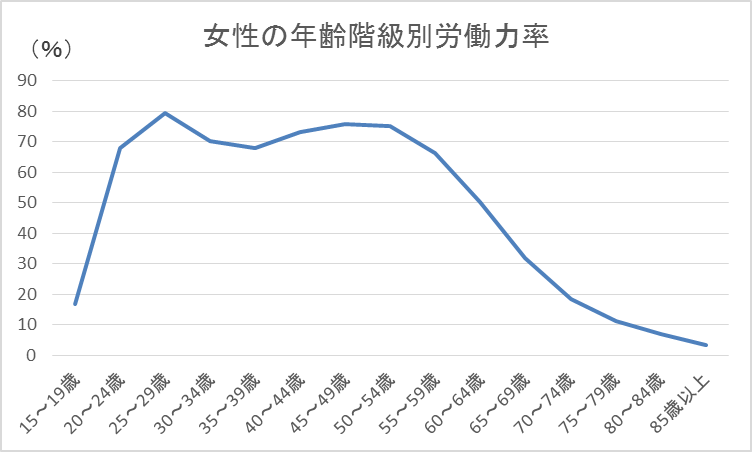 女性の年齢階級別労働力率
（％）
90
80
70
60
50
40
30
20
10
0
15～19歳
20～24歳
25～29歳
30～34歳
35～39歳
40～44歳
45～49歳
50～54歳
55～59歳
60～64歳
65～69歳
70～74歳
75～79歳
80～84歳
85歳以上